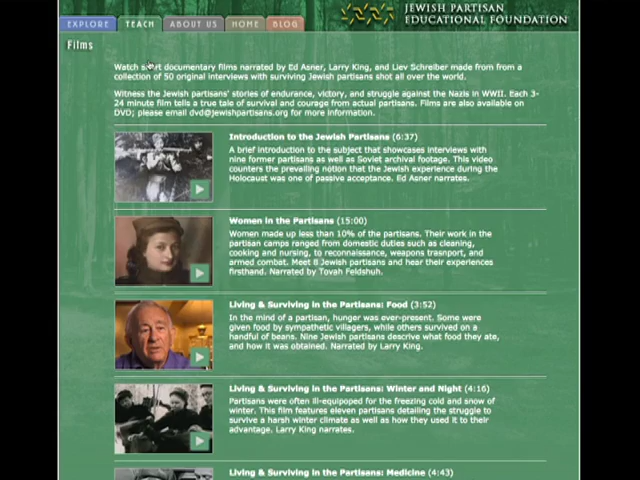 JEWISH PARTISAN
EDUCATIONAL FOUNDATION
EXPLORE TEACH ABOUT US HOME BLOG
Films
Watch short documentary films narrated by Ed Asner, Larry King, and Liev Schreiber made from from a
collection of 50 original interviews with surviving Jewish partisans shot all over the world.
Witness the Jewish partisans' stories of endurance, victory, and struggle against the Nazis in WWII. Each 3-
24 minute film tells a true tale of survival and courage from actual partisans. Films are also available on
DVD; please email dvd@jewishpartisans.org for more information.
Introduction to the Jewish Partisans (6:37)
A brief introduction to the subject that showcases interviews with
nine former partisans as well as Soviet archival footage. This video
counters the prevailing notion that the Jewish experience during the
Holocaust was one of passive acceptance. Ed Asner narrates.
Women in the Partisans (15:00)
Women made up less than 10% of the partisans. Their work in the
partisan camps ranged from domestic duties such as cleaning,
cooking and nursing, to reconnaissance, weapons trasnport, and
armed combat. Meet 8 Jewish partisans and hear their experiences
firsthand. Narrated by Tovah Feldshuh.
Living & Surviving in the Partisans: Food (3:52)
In the mind of a partisan, hunger was ever-present. Some were
given food by sympathetic villagers, while others survived on a
handful of beans. Nine Jewish partisans descrive what food they ate,
and how it was obtained. Narrated by Larry King.
Living & Surviving in the Partisans: Winter and Night (4:16)
Partisans were often ill-equipoped for the freezing cold and snow of
winter. This film features eleven partisans detailing the struggle to
survive a harsh winter climate as well as how they used it to their
advantage. Larry King narrates.
Living & Surviving in the Partisans: Medicine (4:43)